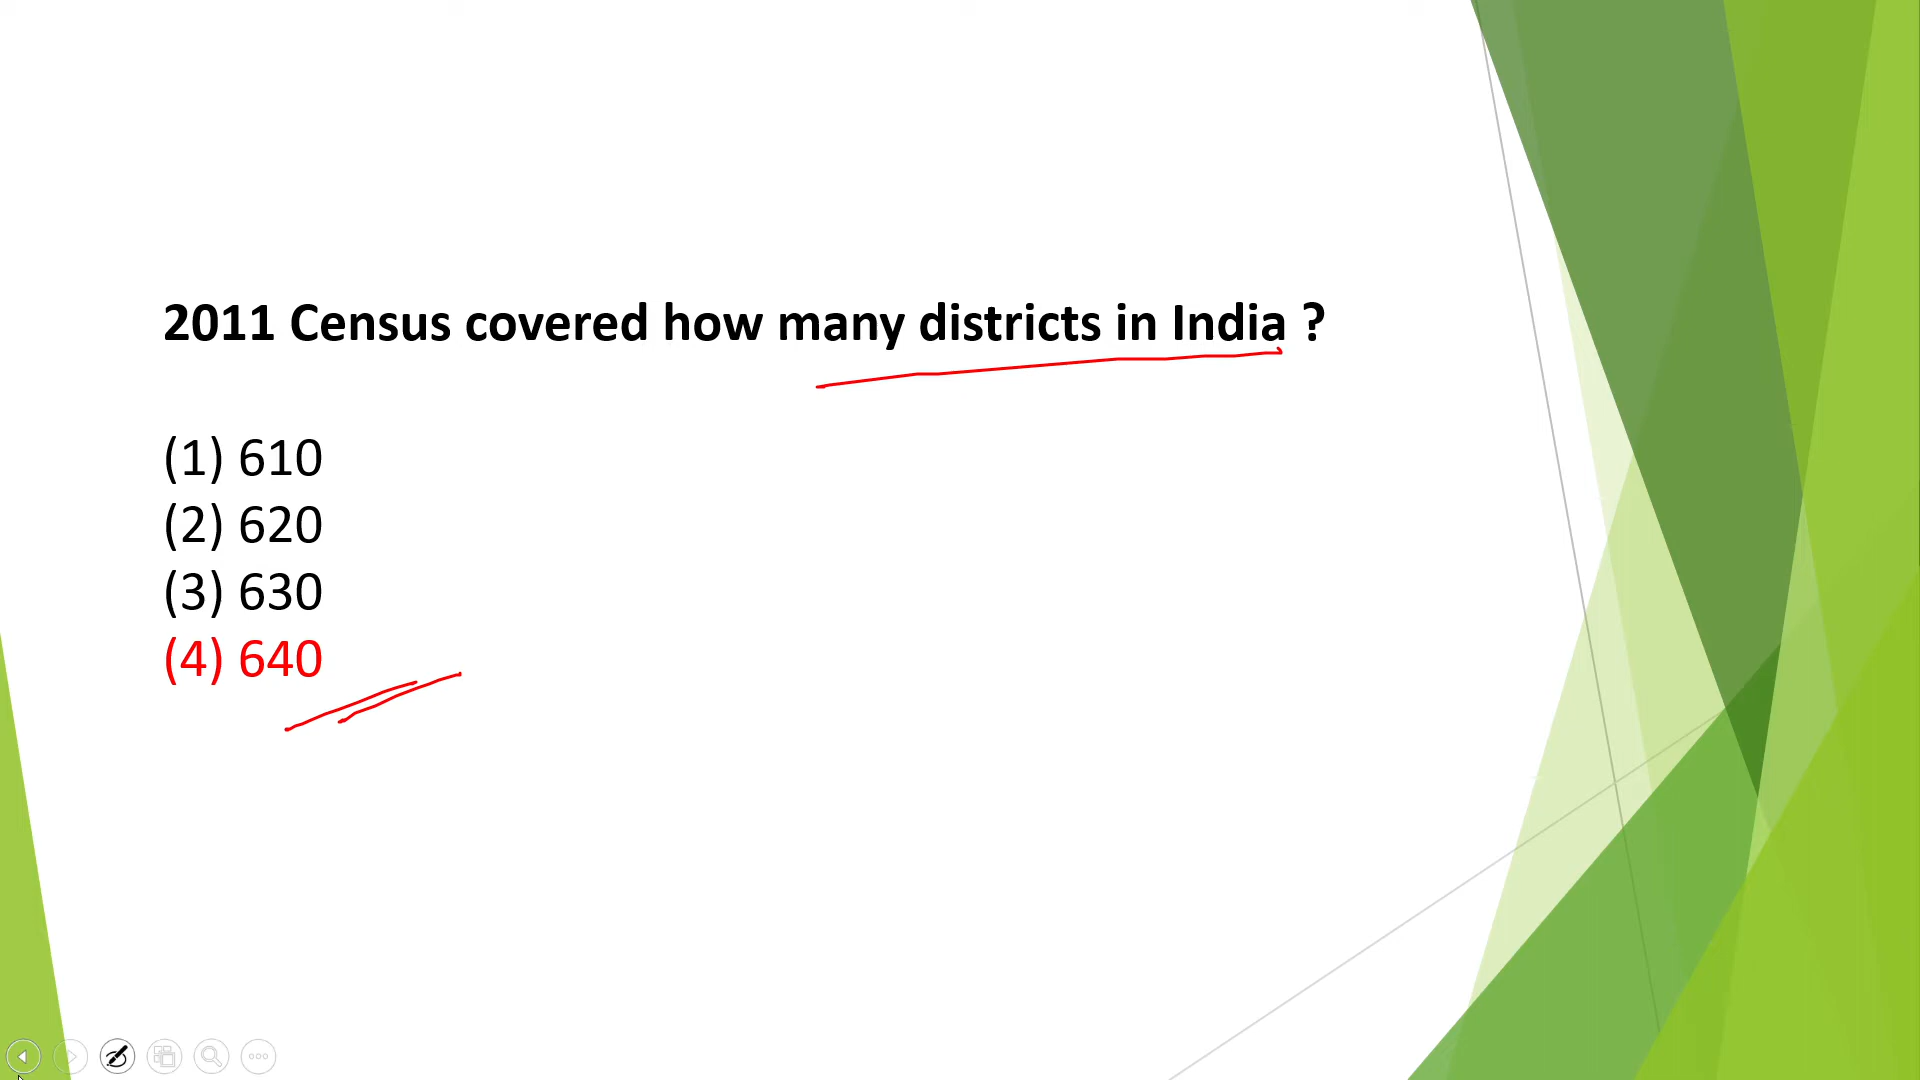 2011 Census covered how many districts in India ?
(1) 610
(2) 620
(3) 630
(4) 640